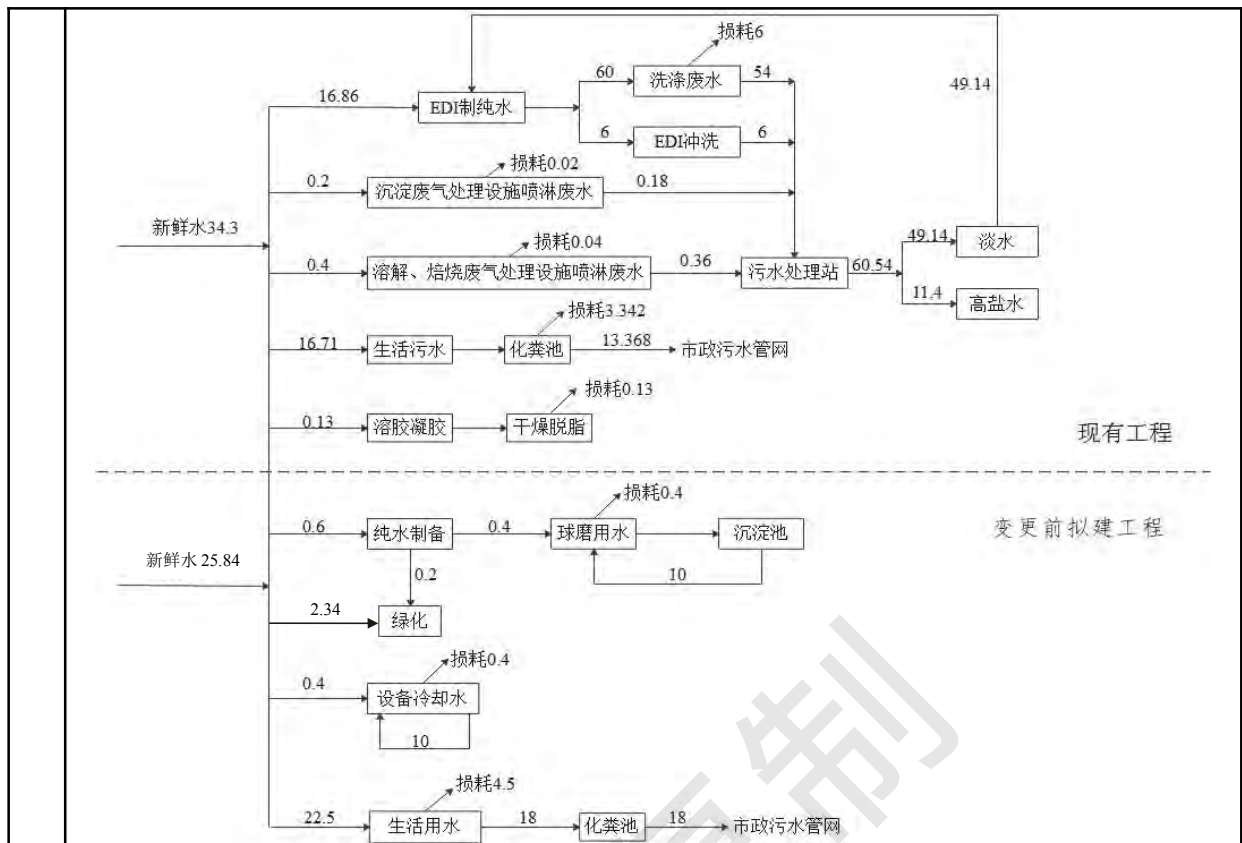 损耗6
60
洗涤废水
54
49.14
16.86
EDI制纯水
6
EDI冲洗
6
损耗0.02
0.2
沉淀废气处理设施喷淋废水
0.18
新鲜水34.3
损耗0.04
49.14
淡水
0.4
溶解、焙烧废气处理设施喷淋废水
0.36
污水处理站
60.54
11.4
高盐水
损耗3.342
16.71
生活污水
化粪池
13.368
市政污水管网
损耗0.13
0.13
溶胶凝胶
干燥脱脂
现有工程
损耗0.4
0.6
纯水制备
0.4
球磨用水
沉淀池
变更前拟建工程
新鲜水 25.84
0.2
10
2.34
绿化
损耗0.4
0.4
设备冷却水
10
损耗4.5
22.5
生活用水
18
化粪池
18
市政污水管网
制